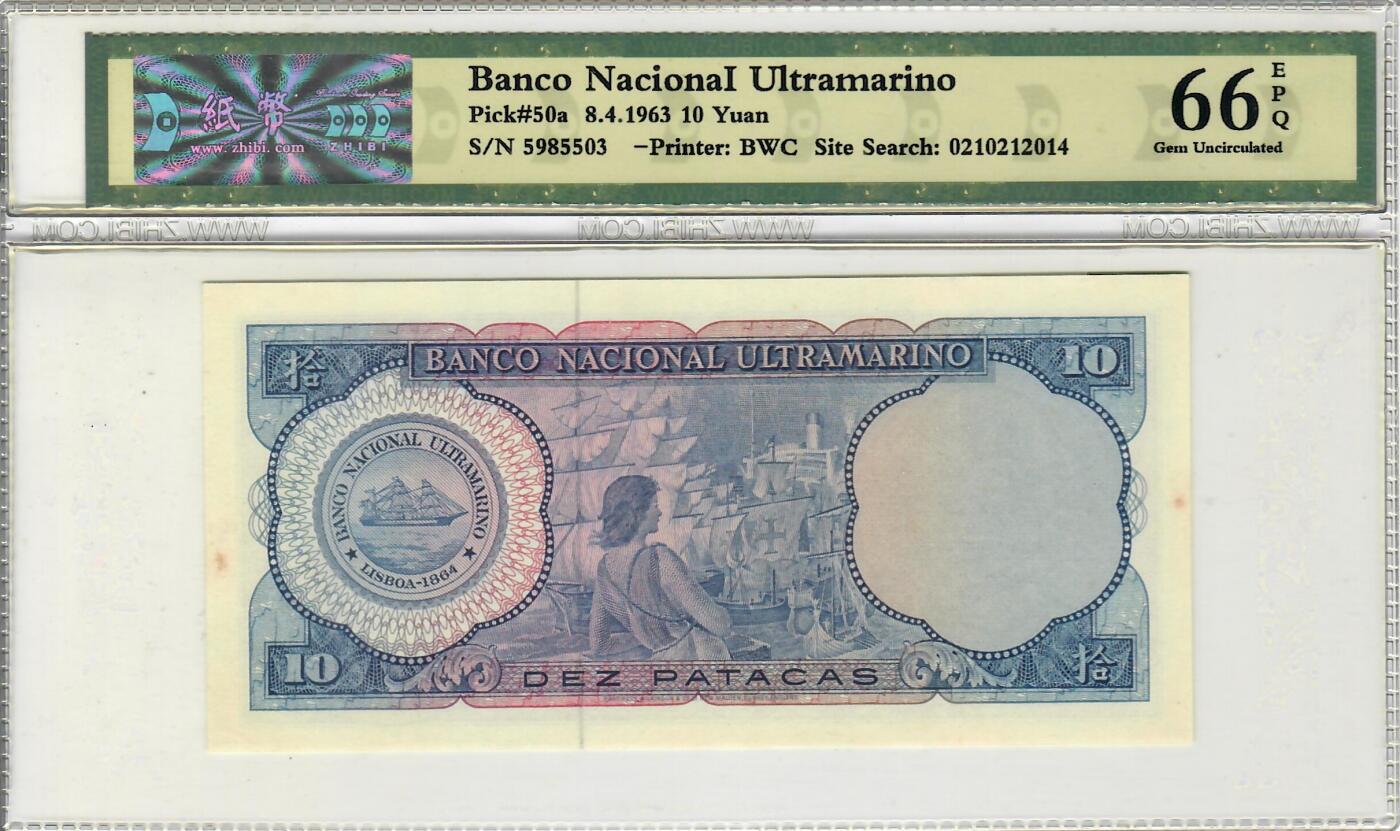 紙幣
www.zhibi.com ZHIBI
Banco Nacional Ultramarino
Pick#50a 8.4.1963 10 Yuan
S/N 5985503 -Printer: BWC Site Search: 0210212014
66 EPQ
Gem Uncirculated
WWW.ZHIBI.COM WWW.ZHIBI.COM WWW.ZHIBI.COM
拾 BANCO NACIONAL ULTRAMARINO 10
BANCO NACIONAL ULTRAMARINO
★ LISBOA-1864 ★
10 DEZ PATACAS 拾